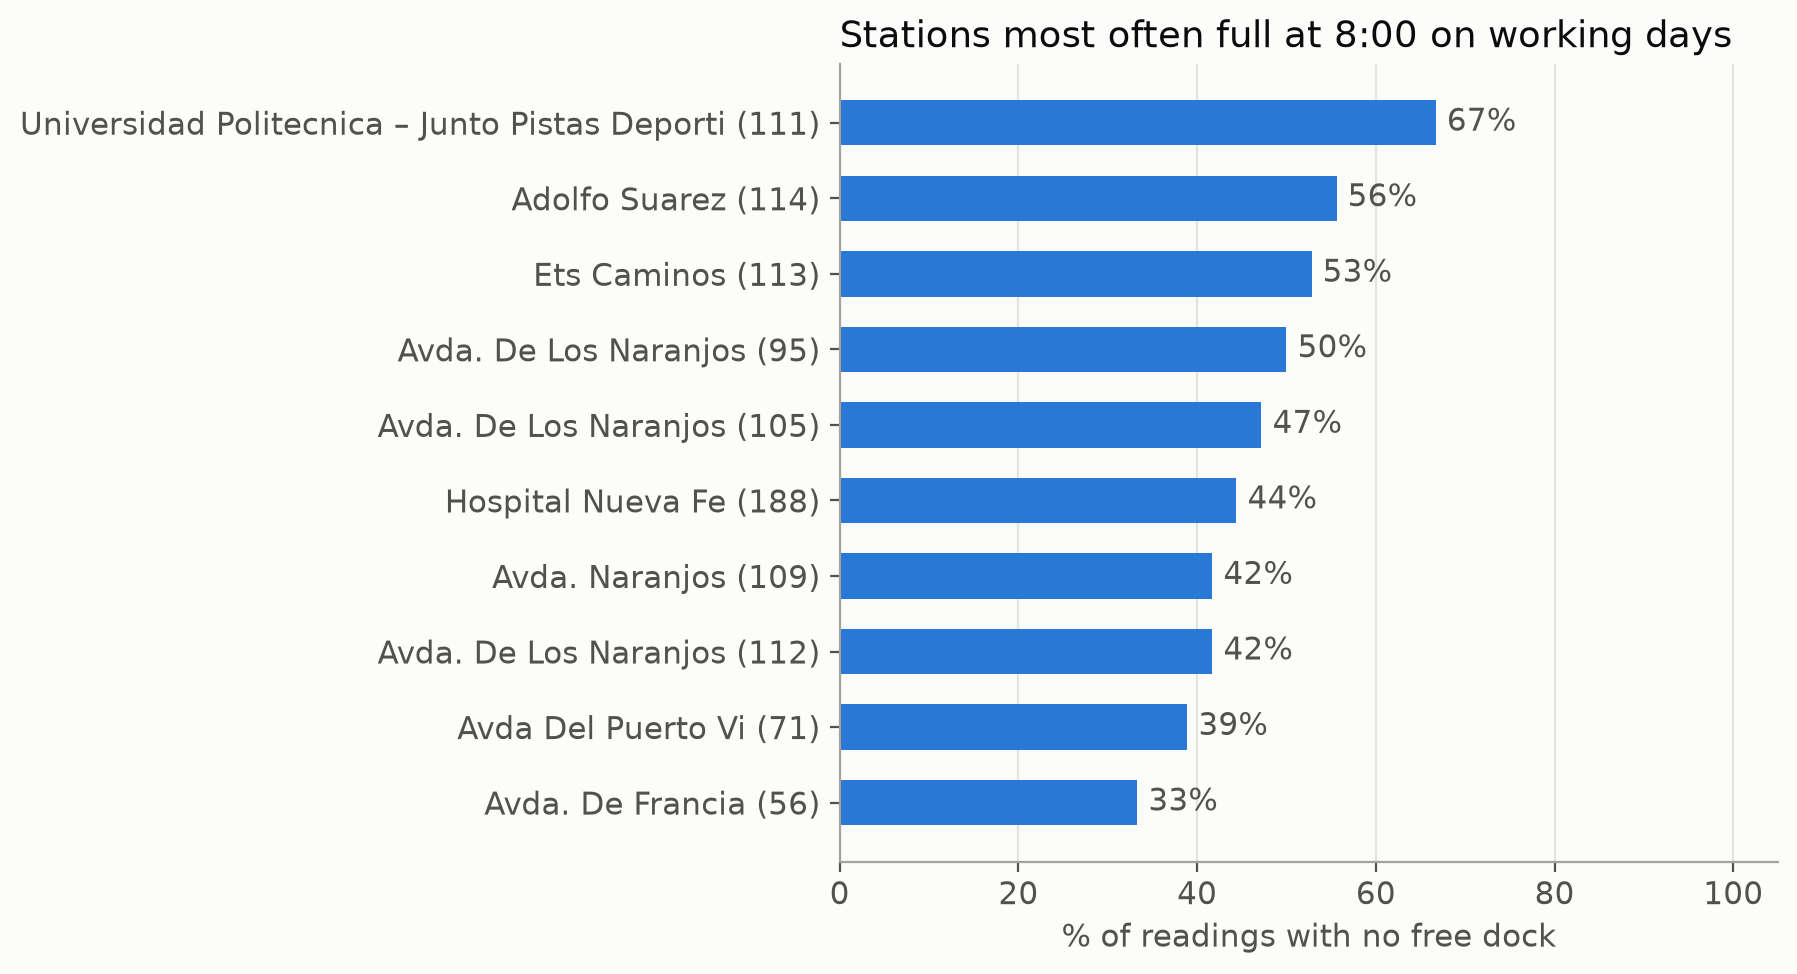 Stations most often full at 8:00 on working days
Universidad Politecnica – Junto Pistas Deporti (111) 67%
Adolfo Suarez (114) 56%
Ets Caminos (113) 53%
Avda. De Los Naranjos (95) 50%
Avda. De Los Naranjos (105) 47%
Hospital Nueva Fe (188) 44%
Avda. Naranjos (109) 42%
Avda. De Los Naranjos (112) 42%
Avda Del Puerto Vi (71) 39%
Avda. De Francia (56) 33%
0 20 40 60 80 100
% of readings with no free dock